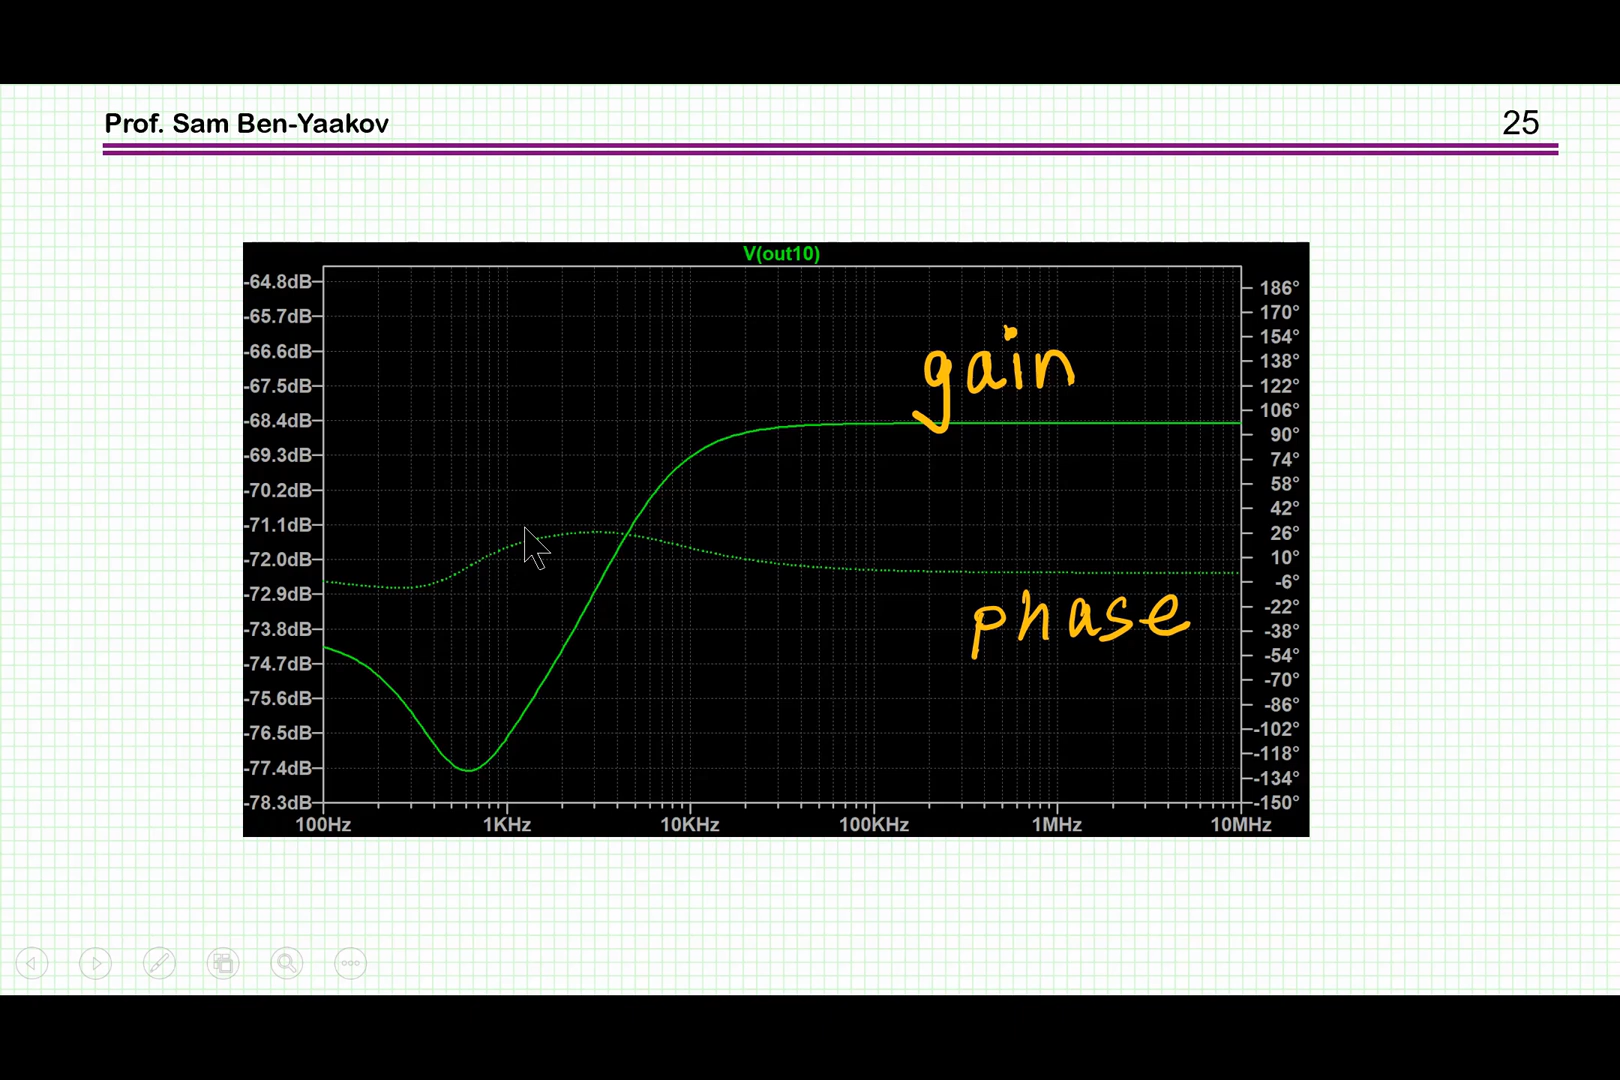 Prof. Sam Ben-Yaakov
25
V(out10)
-64.8dB
-65.7dB
-66.6dB
-67.5dB
-68.4dB
-69.3dB
-70.2dB
-71.1dB
-72.0dB
-72.9dB
-73.8dB
-74.7dB
-75.6dB
-76.5dB
-77.4dB
-78.3dB
186°
170°
154°
138°
122°
106°
90°
74°
58°
42°
26°
10°
-6°
-22°
-38°
-54°
-70°
-86°
-102°
-118°
-134°
-150°
gain
phase
100Hz 1KHz 10KHz 100KHz 1MHz 10MHz